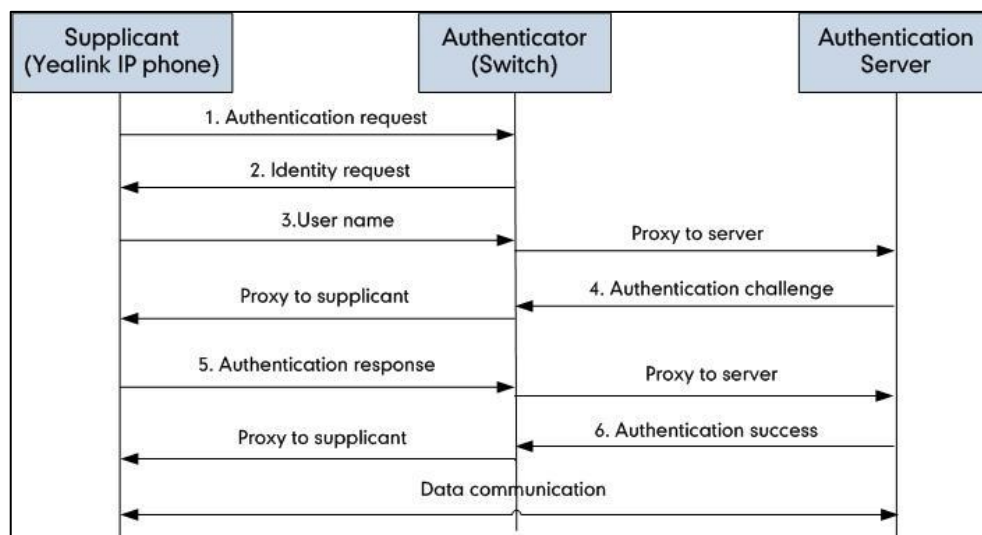 Supplicant
(Yealink IP phone)
Authenticator
(Switch)
Authentication
Server
1. Authentication request
2. Identity request
3.User name
Proxy to server
4. Authentication challenge
Proxy to supplicant
5. Authentication response
Proxy to server
6. Authentication success
Proxy to supplicant
Data communication